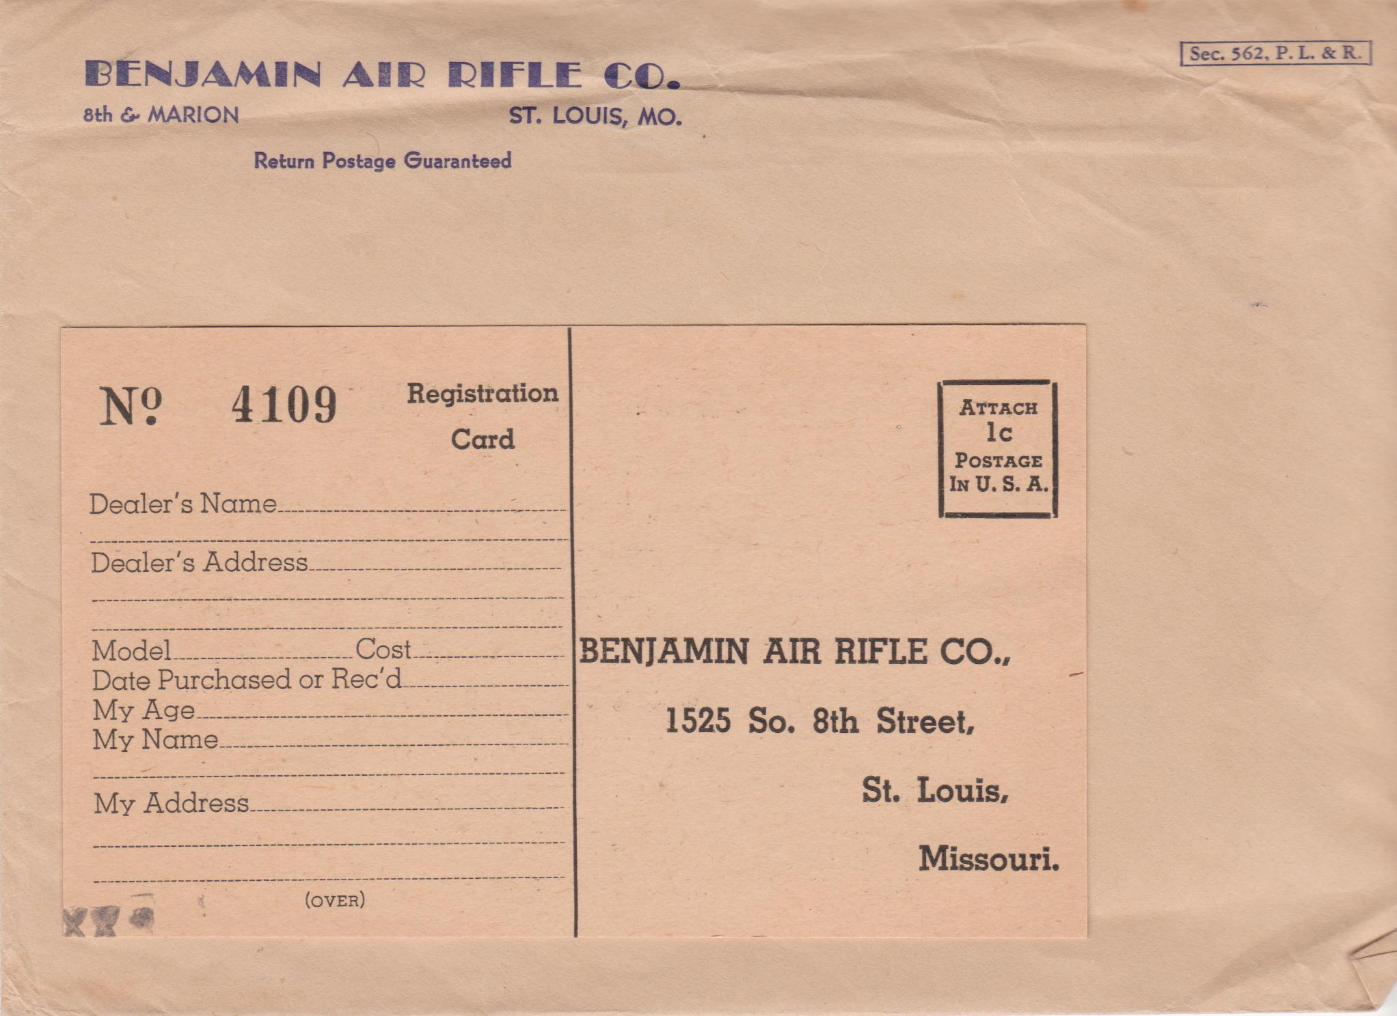 BENJAMIN AIR RIFLE CO.
8th & MARION ST. LOUIS, MO.
Return Postage Guaranteed
Sec. 562, P. L. & R.
No. 4109
Registration
Card
Dealer's Name
Dealer's Address
Model Cost
Date Purchased or Rec'd
My Age
My Name
My Address
(OVER)
ATTACH
1c
POSTAGE
IN U. S. A.
BENJAMIN AIR RIFLE CO.,
1525 So. 8th Street,
St. Louis,
Missouri.